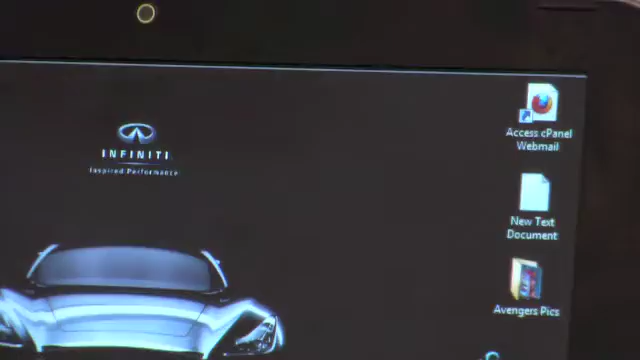 INFINITI
Inspired Performance
Access cPanel
Webmail
New Text
Document
Avengers Pics